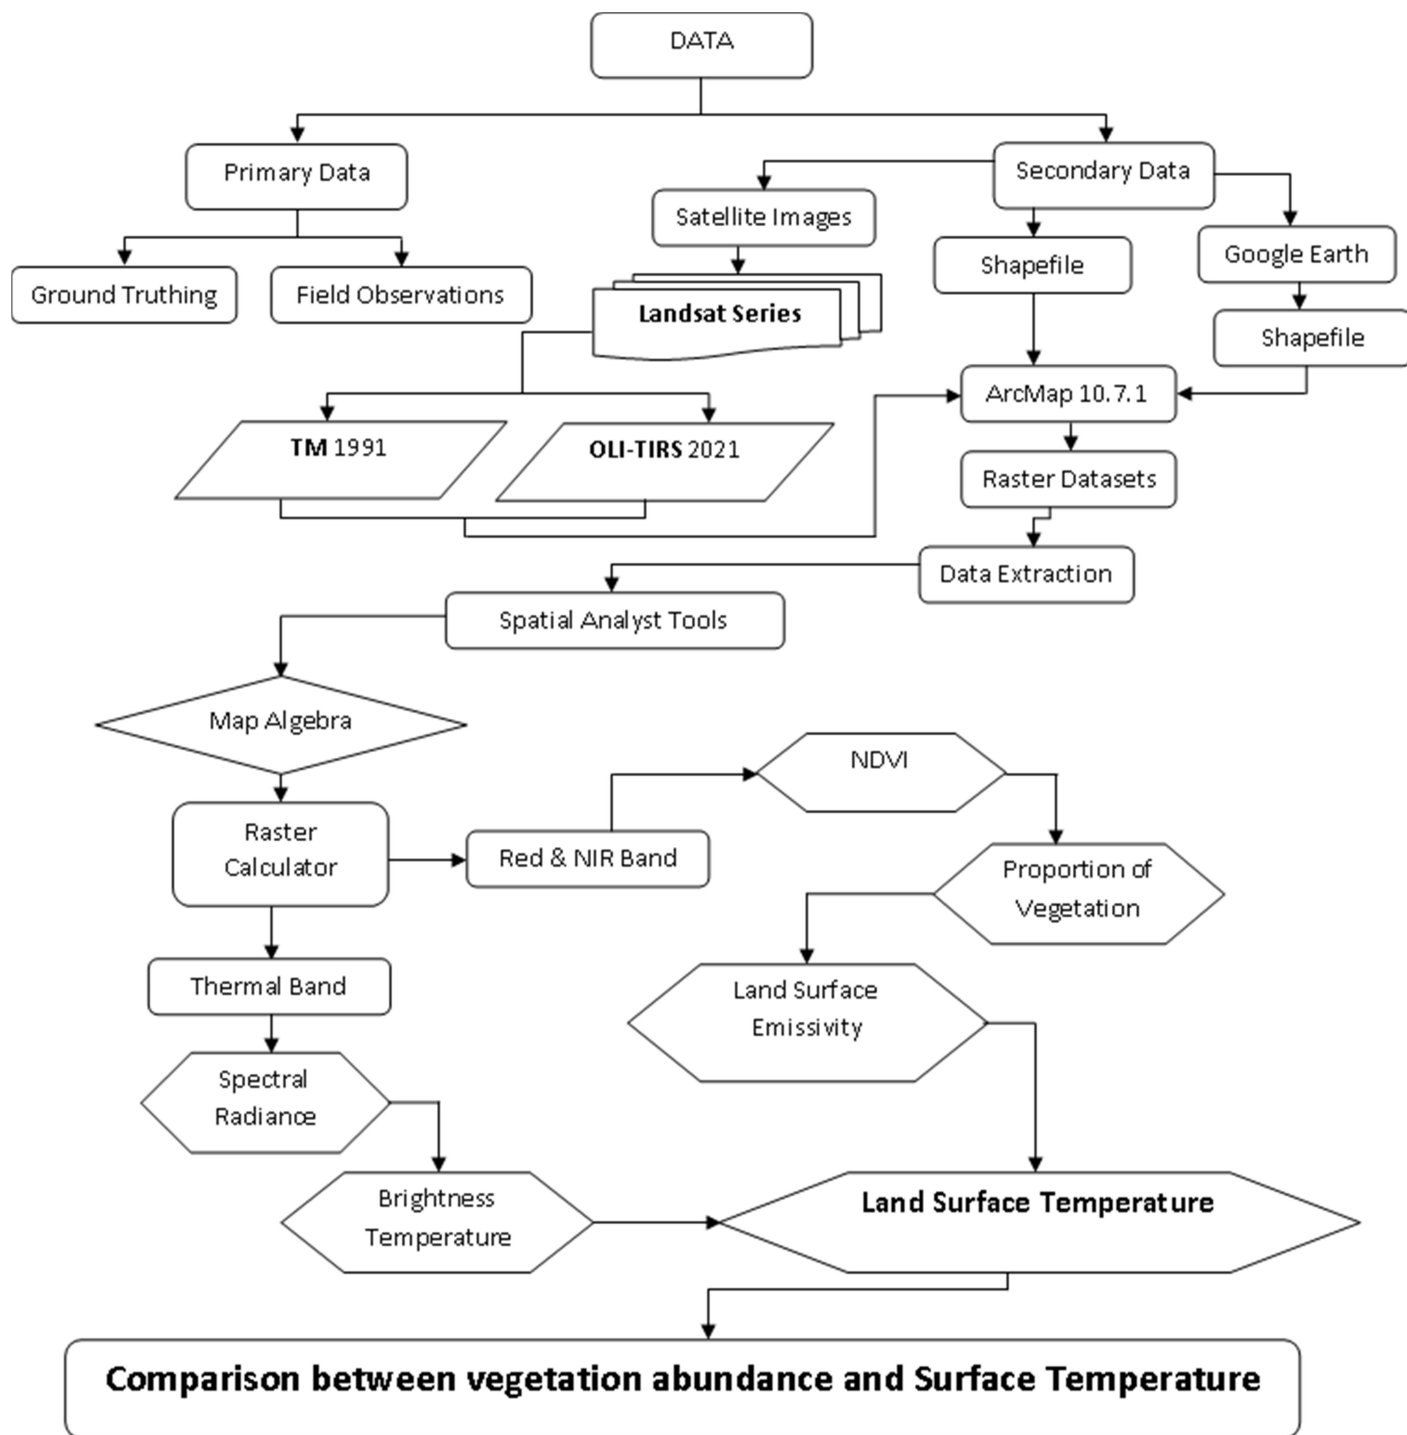 DATA
Primary Data
Secondary Data
Satellite Images
Shapefile
Google Earth
Ground Truthing
Field Observations
Landsat Series
Shapefile
ArcMap 10.7.1
TM 1991
OLI-TIRS 2021
Raster Datasets
Data Extraction
Spatial Analyst Tools
Map Algebra
NDVI
Raster
Calculator
Red & NIR Band
Proportion of
Vegetation
Thermal Band
Land Surface
Emissivity
Spectral
Radiance
Brightness
Temperature
Land Surface Temperature
Comparison between vegetation abundance and Surface Temperature